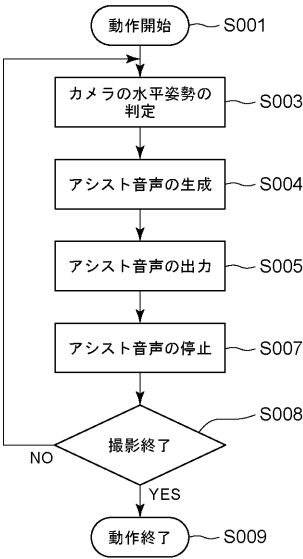 動作開始 S001
カメラの水平姿勢の
判定 S003
アシスト音声の生成 S004
アシスト音声の出力 S005
アシスト音声の停止 S007
S008
撮影終了
NO
YES
動作終了 S009